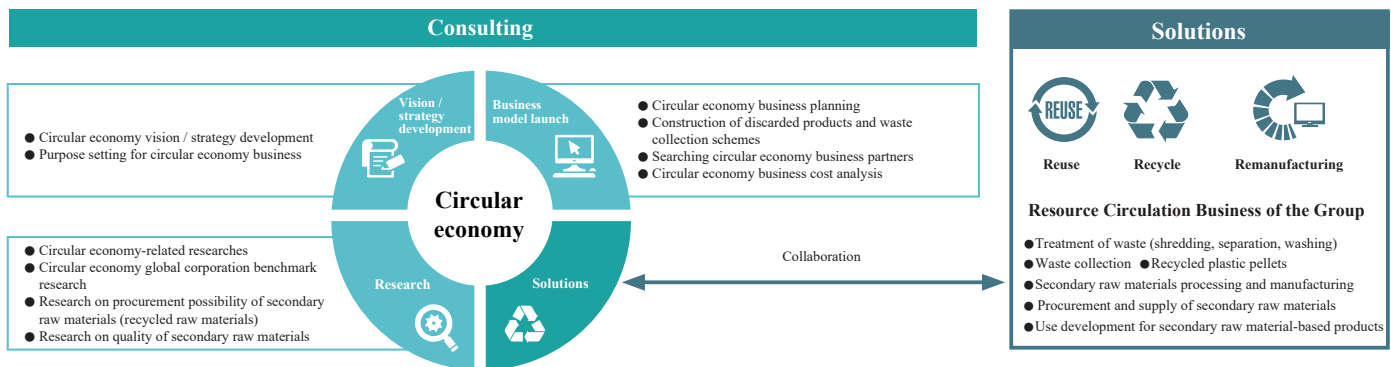 Consulting
Vision /
strategy
development
Business
model launch
● Circular economy vision / strategy development
● Purpose setting for circular economy business
● Circular economy business planning
● Construction of discarded products and waste
collection schemes
● Searching circular economy business partners
● Circular economy business cost analysis
Circular
economy
● Circular economy-related researches
● Circular economy global corporation benchmark
research
● Research on procurement possibility of secondary
raw materials (recycled raw materials)
● Research on quality of secondary raw materials
Research
Solutions
Collaboration
Solutions
REUSE
Reuse
Recycle
Remanufacturing
Resource Circulation Business of the Group
●Treatment of waste (shredding, separation, washing)
●Waste collection ●Recycled plastic pellets
●Secondary raw materials processing and manufacturing
●Procurement and supply of secondary raw materials
●Use development for secondary raw material-based products